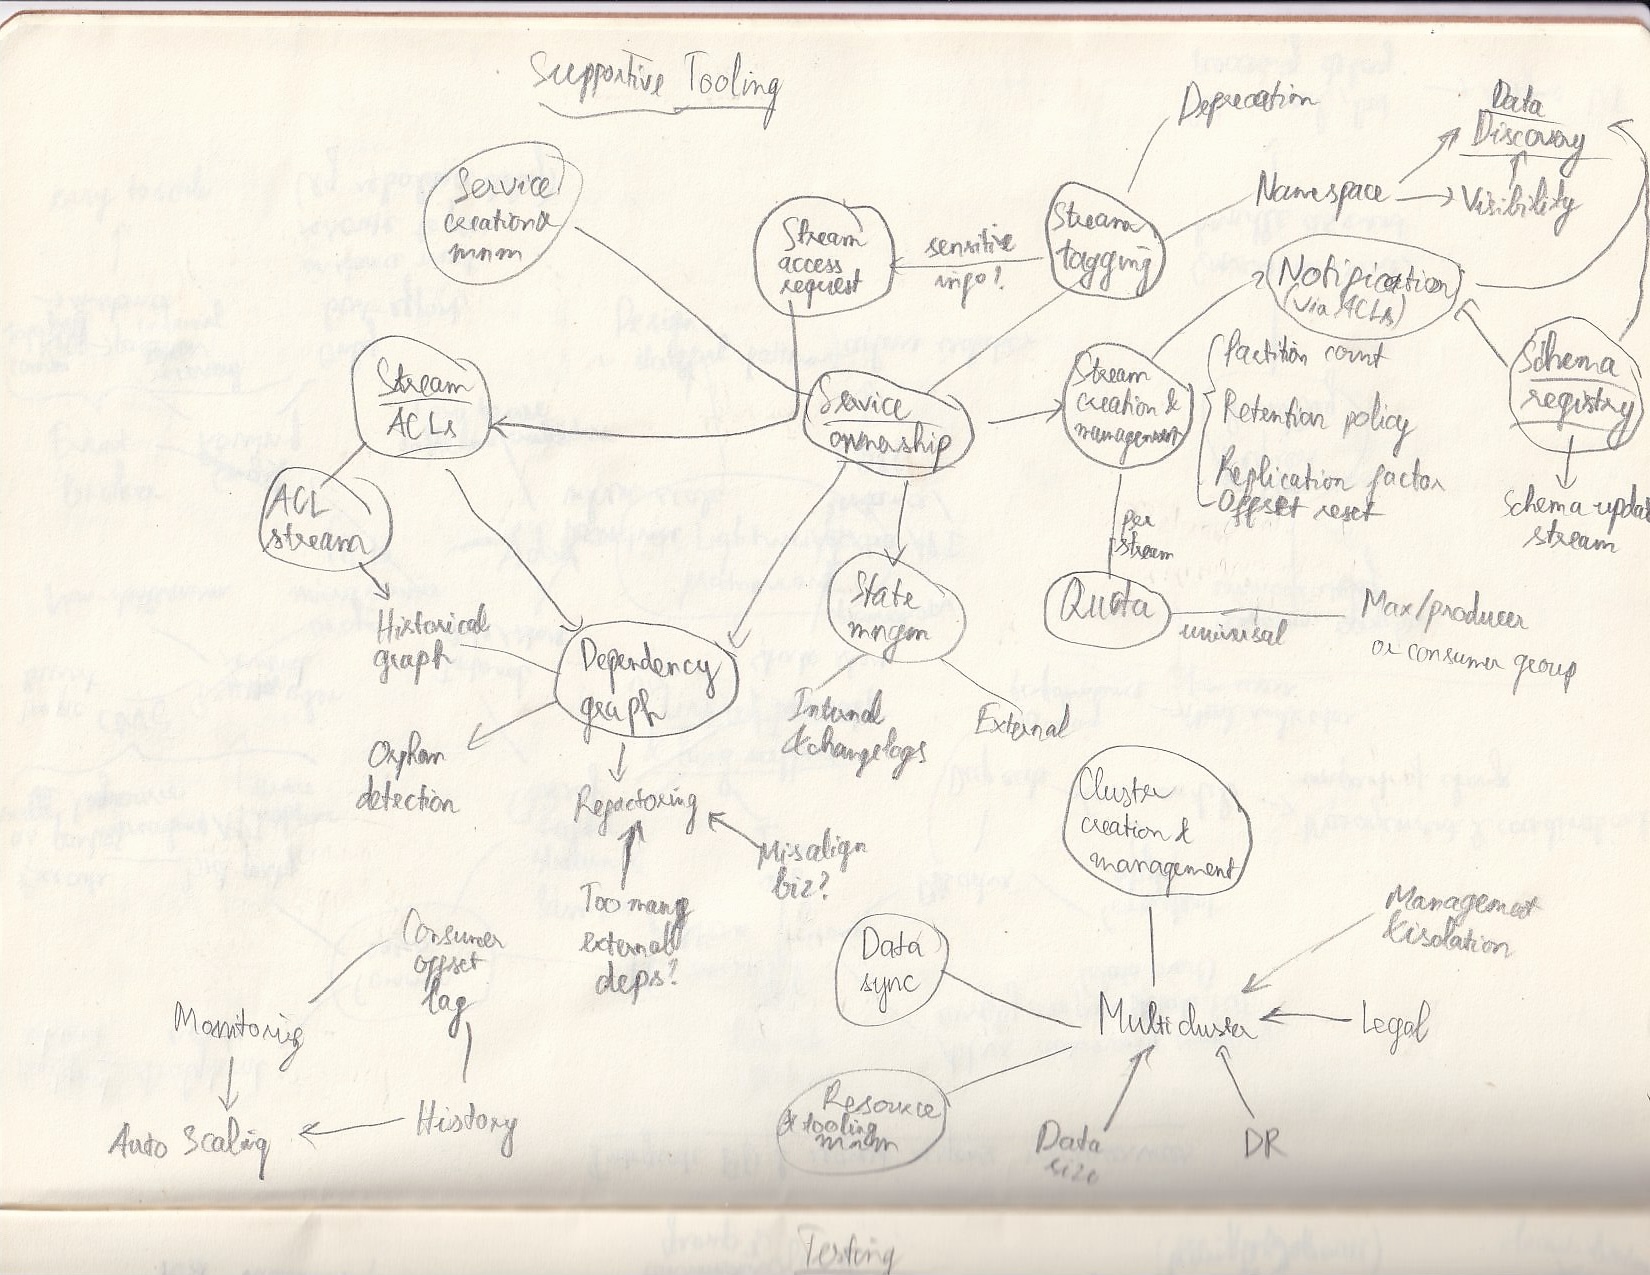 Supportive Tooling
Service
creation &
mnm
Stream
access
request
sensitive
info?
Stream
tagging
Deprecation
Namespace
Data
Discovery
Visibility
Notification
(via ACLs)
Schema
registry
Schema update
stream
Stream
creation &
management
Partition count
Retention policy
Replication factor
Offset reset
Stream
ACLs
Service
ownership
ACL
stream
Historical
graph
Dependency
graph
Orphan
detection
Refactoring
Too many
external
deps?
Misalign
biz?
State
mngm
Internal
& changelogs
External
per
stream
Quota
universal
Max/producer
or consumer group
Cluster
creation &
management
Management
& isolation
Data
sync
Multicluster
Legal
Resource
& tooling
mnm
Data
size
DR
Consumer
offset
lag
Monitoring
History
Auto Scaling
Testing